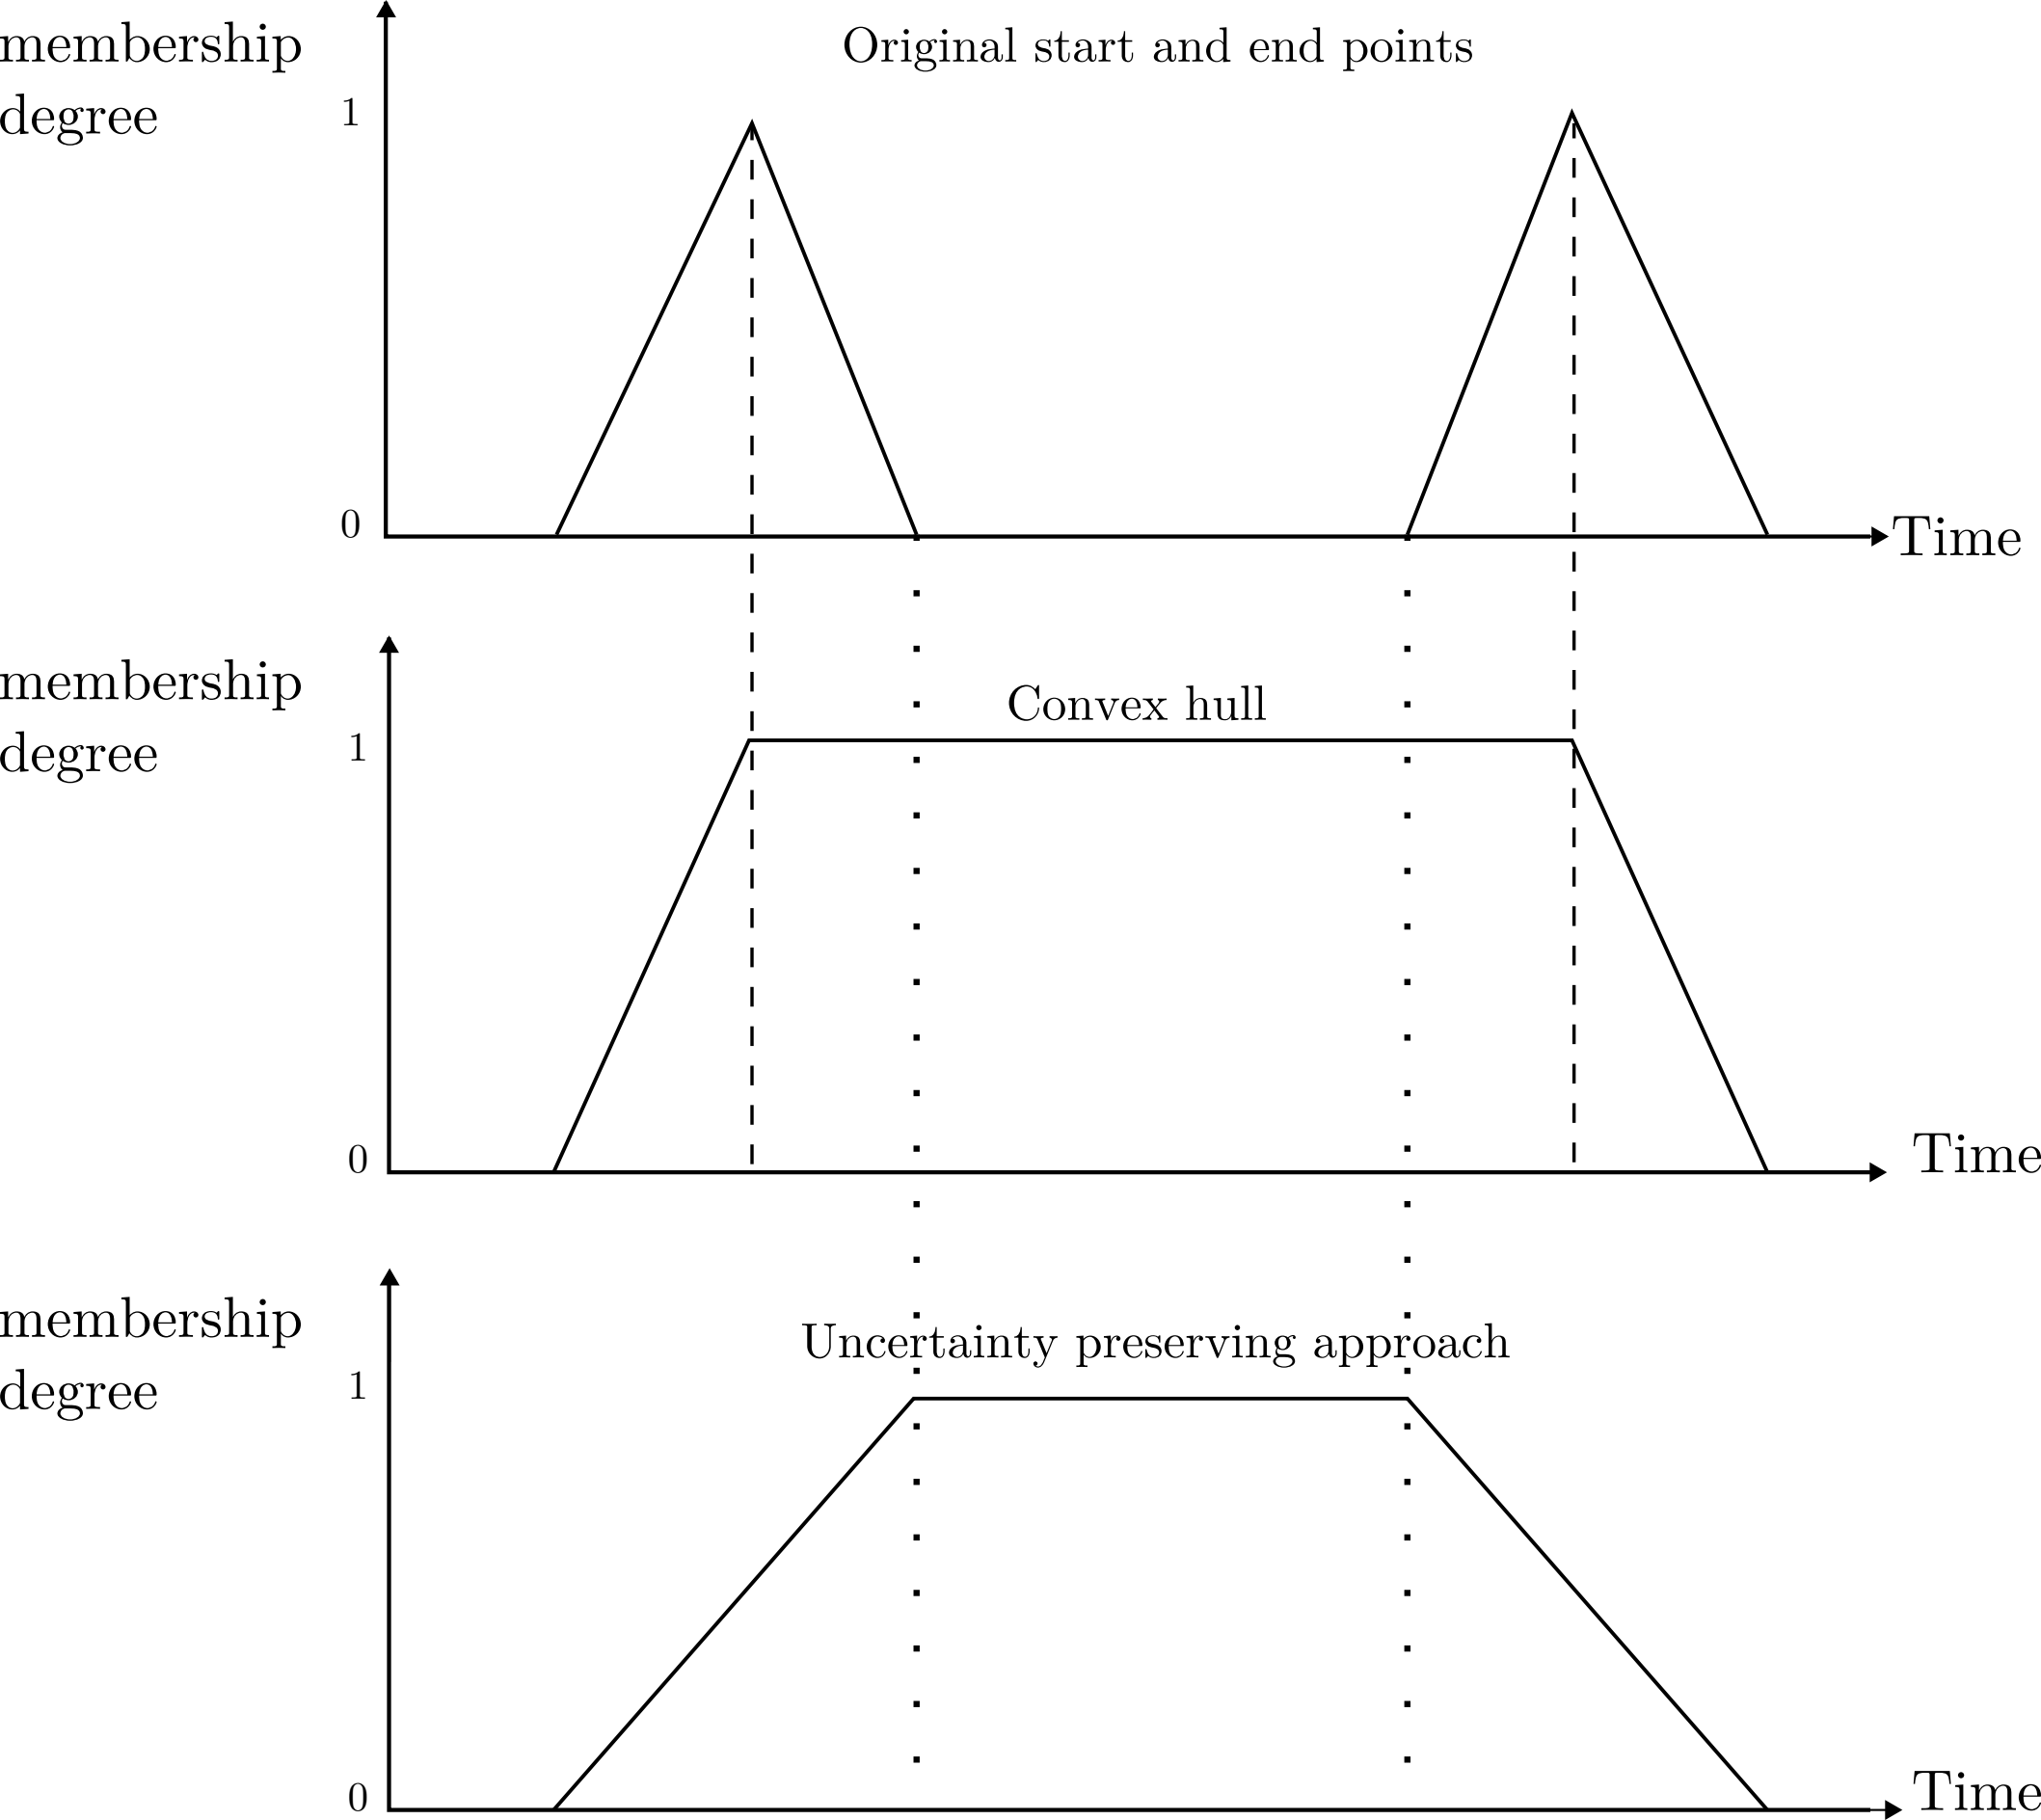 membership
degree
Original start and end points
1
0
Time
membership
degree
Convex hull
1
0
Time
membership
degree
Uncertainty preserving approach
1
0
Time